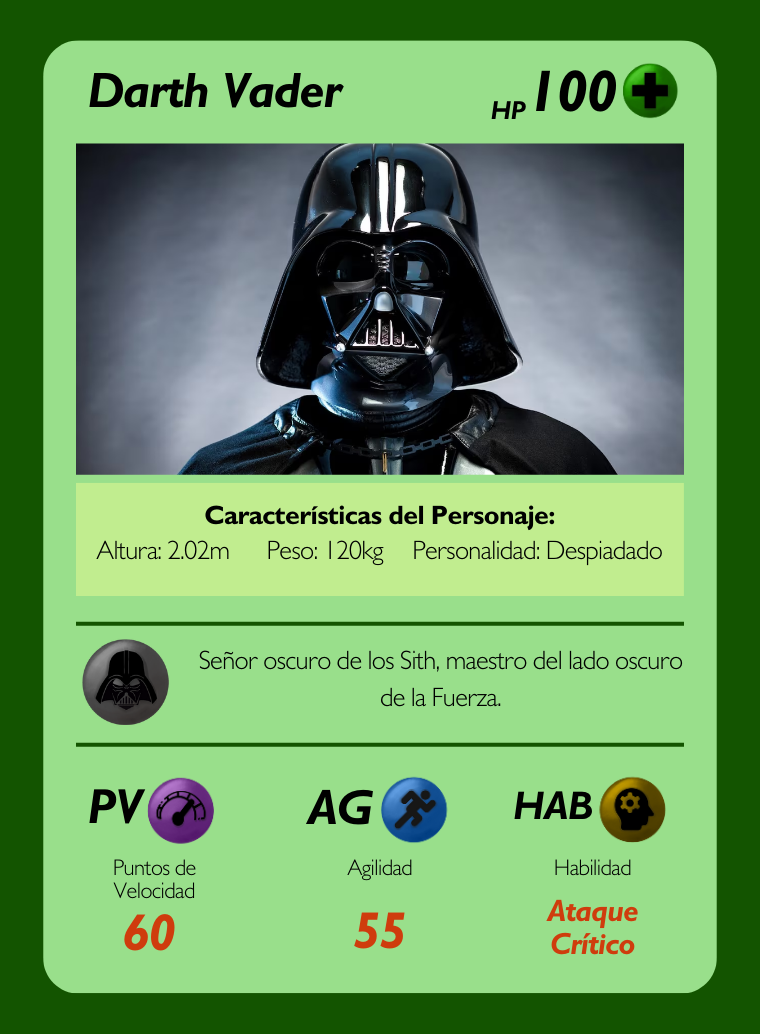 Darth Vader
HP 100
Características del Personaje:
Altura: 2.02m Peso: 120kg Personalidad: Despiadado
Señor oscuro de los Sith, maestro del lado oscuro
de la Fuerza.
PV AG HAB
Puntos de
Velocidad
Agilidad
Habilidad
60
55
Ataque
Crítico